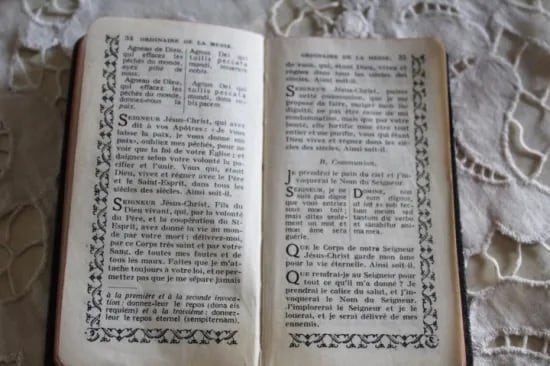 34 ORDINAIRE DE LA MESSE.
Agneau de Dieu,
qui effacez les
péchés du monde,
ayez pitié de
nous.
Agneau de Dieu,
qui effacez les
péchés du monde,
donnez-nous la
paix.
Agnus Dei qui
tollis peccata
mundi, miserere
nobis.
Agnus Dei qui
tollis peccata
mundi, dona no-
bis pacem
SEIGNEUR Jésus-Christ, qui avez
dit à vos Apôtres: «Je vous
laisse la paix, je vous donne ma
paix», oubliez mes péchés, pour ne
voir que la foi de votre Eglise; et
daignez selon votre volonté la pa-
cifier et l'unir. Vous qui, étant
Dieu, vivez et régnez avec le Père
et le Saint-Esprit, dans tous les
siècles des siècles. Ainsi soit-il.
SEIGNEUR Jésus-Christ, Fils du
Dieu vivant, qui, par la volonté
du Père, et la coopération du St-
Esprit, avez donné la vie au mon-
de par votre mort: délivrez-moi,
par ce Corps très saint et par votre
Sang, de toutes mes fautes et de
tous les maux. Faites que je m'at-
tache toujours à votre loi, et ne per-
mettez pas que je me sépare jamais
à la première et à la seconde invoca-
tion: donnez-leur le repos (dona eis
requiem) et à la troisième: donnez-
leur le repos éternel (sempiternam).
ORDINAIRE DE LA MESSE. 35
de vous, qui, étant Dieu, vivez et
régnez dans tous les siècles des
siècles. Ainsi soit-il.
SEIGNEUR Jésus-Christ, puisse
cette communion, que je me
propose de faire, malgré mon in-
dignité, ne pas être cause de ma
condamnation, mais que par votre
bonté, elle fortifie mon être tout
entier et me purifie, vous qui étant
Dieu vivez et régnez dans les siècles
des siècles. Ainsi soit-il.
B. Communion.
Je prendrai le pain du ciel et j'in-
voquerai le Nom du Seigneur.
SEIGNEUR, je ne
suis pas digne
que vous entriez
sous mon toit;
mais dites seule-
ment un mot et
mon âme sera
guérie.
DOMINE, non
sum dignus,
ut intres sub tec-
tum meum sed
tantum dic verbo
et sanabitur ani-
ma mea.
QUE le Corps de notre Seigneur
Jésus-Christ garde mon âme
pour la vie éternelle. Ainsi soit-il.
QUE rendrai-je au Seigneur pour
tout ce qu'il m'a donné ? Je
prendrai le calice du salut, et j'in-
voquerai le Nom du Seigneur.
J'implorerai le Seigneur et je le
louerai, et je serai délivré de mes
ennemis.